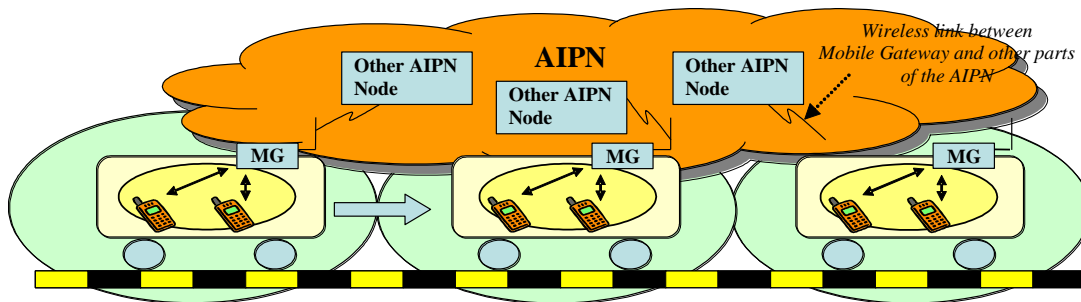 Wireless link between
Mobile Gateway and other parts
of the AIPN
AIPN
Other AIPN
Node
Other AIPN
Node
Other AIPN
Node
MG
MG
MG